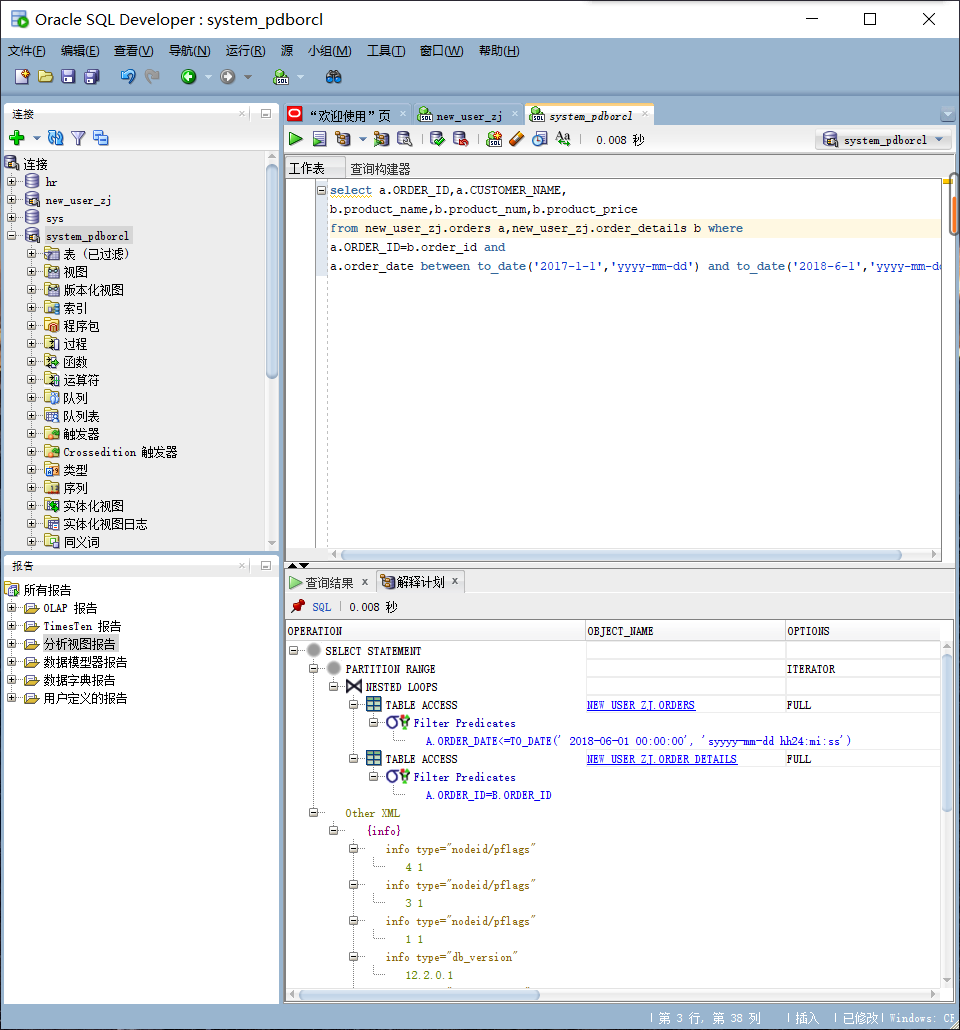 Oracle SQL Developer : system_pdborcl
文件(F) 编辑(E) 查看(V) 导航(N) 运行(R) 源 小组(M) 工具(T) 窗口(W) 帮助(H)
连接
连接
hr
new_user_zj
sys
system_pdborcl
表 (已过滤)
视图
版本化视图
索引
程序包
过程
函数
运算符
队列
队列表
触发器
Crossedition 触发器
类型
序列
实体化视图
实体化视图日志
同义词
报告
所有报告
OLAP 报告
TimesTen 报告
分析视图报告
数据模型器报告
数据字典报告
用户定义的报告
“欢迎使用”页 new_user_zj system_pdborcl
0.008 秒 system_pdborcl
工作表 查询构建器
select a.ORDER_ID,a.CUSTOMER_NAME,
b.product_name,b.product_num,b.product_price
from new_user_zj.orders a,new_user_zj.order_details b where
a.ORDER_ID=b.order_id and
a.order_date between to_date('2017-1-1','yyyy-mm-dd') and to_date('2018-6-1','yyyy-mm-dd
查询结果 x 解释计划 x
SQL | 0.008 秒
OPERATION OBJECT_NAME OPTIONS
SELECT STATEMENT
PARTITION RANGE ITERATOR
NESTED LOOPS
TABLE ACCESS NEW_USER_ZJ.ORDERS FULL
Filter Predicates
A.ORDER_DATE<=TO_DATE(' 2018-06-01 00:00:00', 'syyyy-mm-dd hh24:mi:ss')
TABLE ACCESS NEW_USER_ZJ.ORDER_DETAILS FULL
Filter Predicates
A.ORDER_ID=B.ORDER_ID
Other XML
{info}
info type="nodeid/pflags"
4 1
info type="nodeid/pflags"
3 1
info type="nodeid/pflags"
1 1
info type="db_version"
12.2.0.1
| 第 3 行, 第 38 列 | 插入 | 已修改| Windows: CF